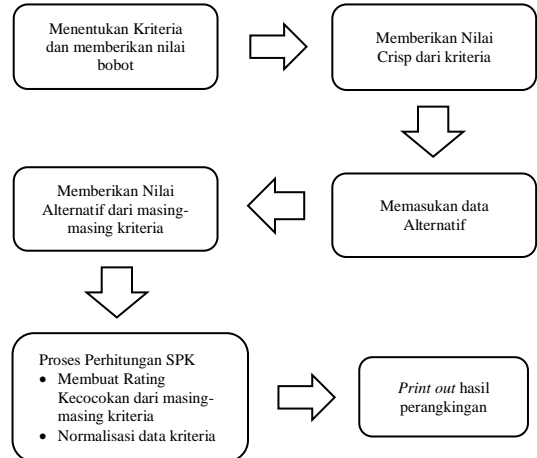 Menentukan Kriteria
dan memberikan nilai
bobot
Memberikan Nilai
Crisp dari kriteria
Memasukan data
Alternatif
Memberikan Nilai
Alternatif dari masing-
masing kriteria
Proses Perhitungan SPK
• Membuat Rating
Kecocokan dari masing-
masing kriteria
• Normalisasi data kriteria
Print out hasil
perangkingan